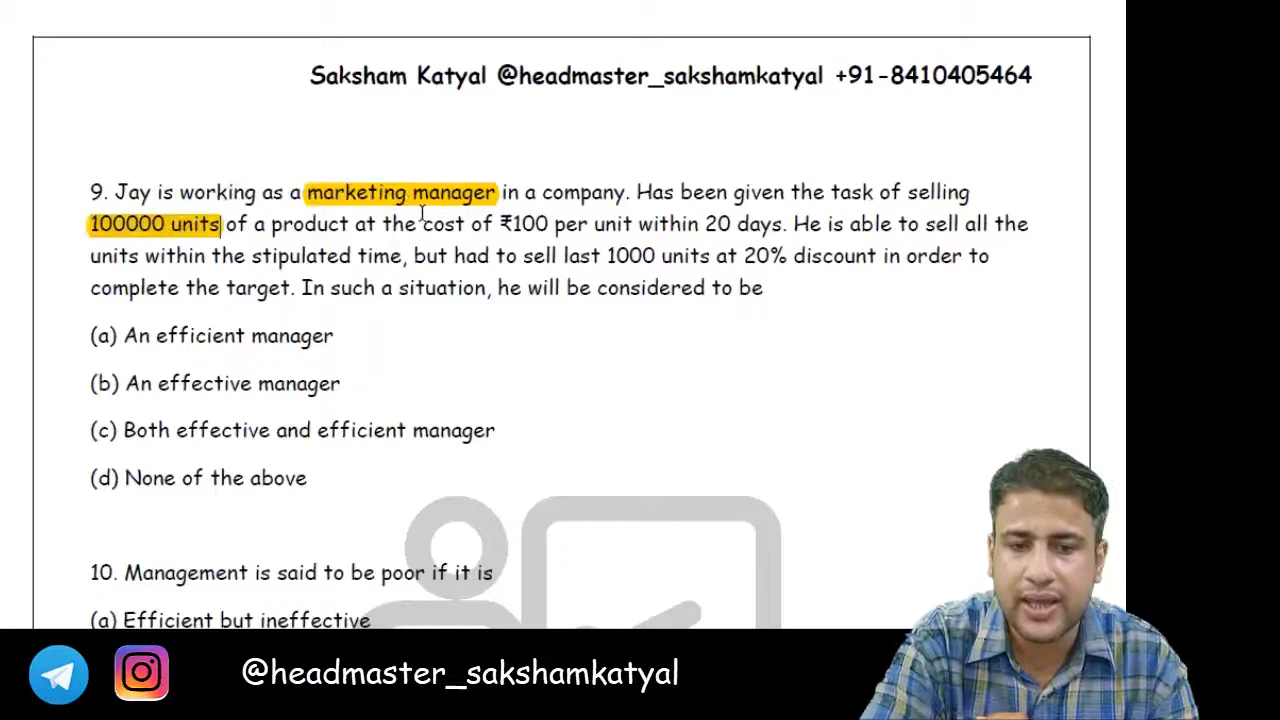 Saksham Katyal @headmaster_sakshamkatyal +91-8410405464
9. Jay is working as a marketing manager in a company. Has been given the task of selling
100000 units of a product at the cost of ₹100 per unit within 20 days. He is able to sell all the
units within the stipulated time, but had to sell last 1000 units at 20% discount in order to
complete the target. In such a situation, he will be considered to be
(a) An efficient manager
(b) An effective manager
(c) Both effective and efficient manager
(d) None of the above
10. Management is said to be poor if it is
(a) Efficient but ineffective
@headmaster_sakshamkatyal